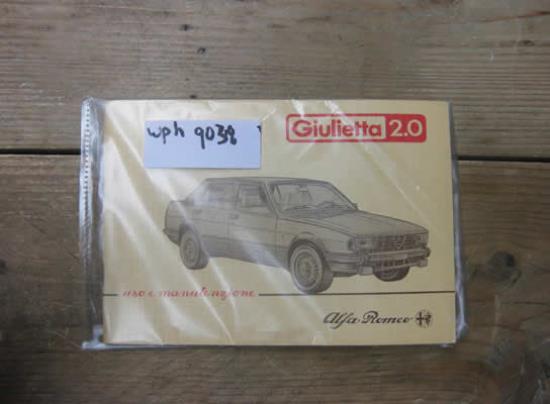 wph 9038
Giulietta 2.0
uso e manutenzione
Alfa Romeo